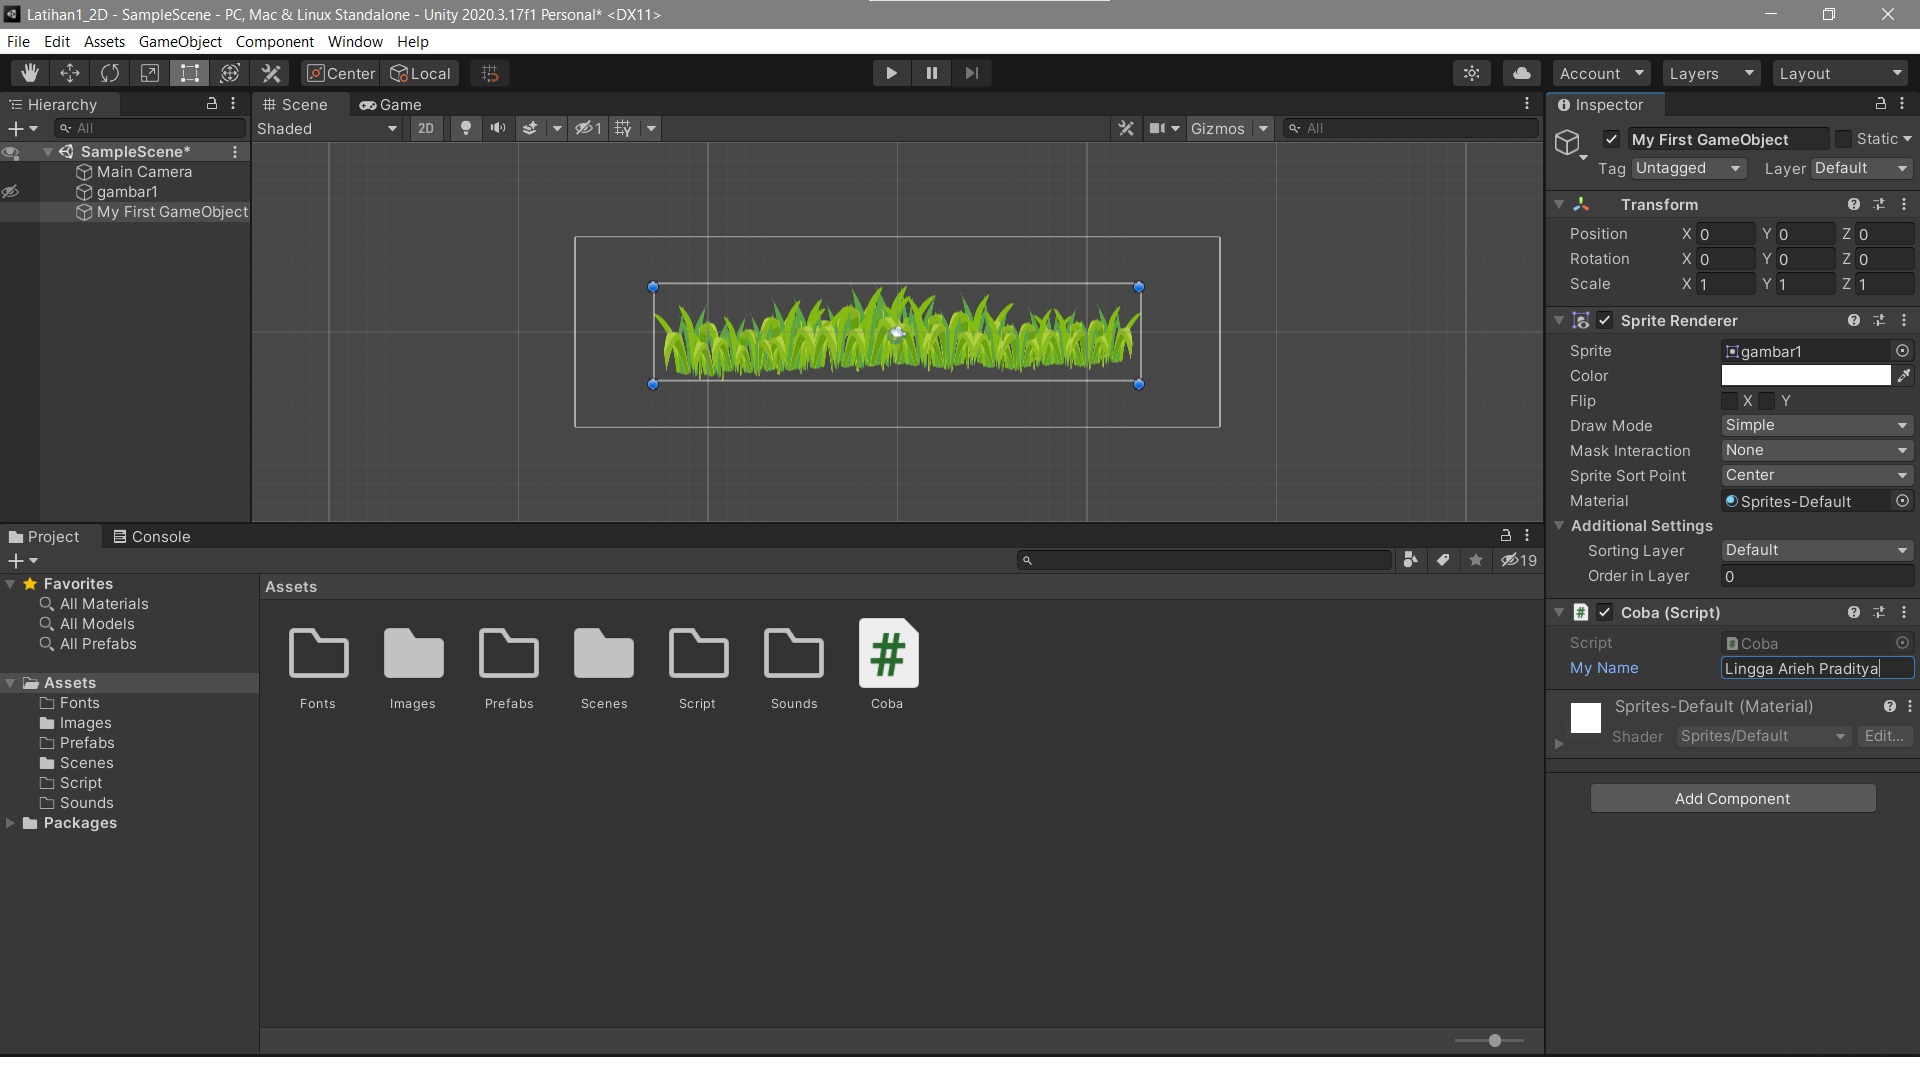 Latihan1_2D - SampleScene - PC, Mac & Linux Standalone - Unity 2020.3.17f1 Personal* <DX11>
File Edit Assets GameObject Component Window Help
Center Local Account Layers Layout
Hierarchy
All
SampleScene*
Main Camera
gambar1
My First GameObject
Scene Game
Shaded 2D 1 Gizmos All
Project Console
19
Favorites
All Materials
All Models
All Prefabs
Assets
Fonts
Images
Prefabs
Scenes
Script
Sounds
Packages
Assets
Fonts Images Prefabs Scenes Script Sounds Coba
Inspector
My First GameObject Static
Tag Untagged Layer Default
Transform
Position X 0 Y 0 Z 0
Rotation X 0 Y 0 Z 0
Scale X 1 Y 1 Z 1
Sprite Renderer
Sprite gambar1
Color
Flip X Y
Draw Mode Simple
Mask Interaction None
Sprite Sort Point Center
Material Sprites-Default
Additional Settings
Sorting Layer Default
Order in Layer 0
# Coba (Script)
Script Coba
My Name Lingga Arieh Praditya
Sprites-Default (Material)
Shader Sprites/Default Edit...
Add Component